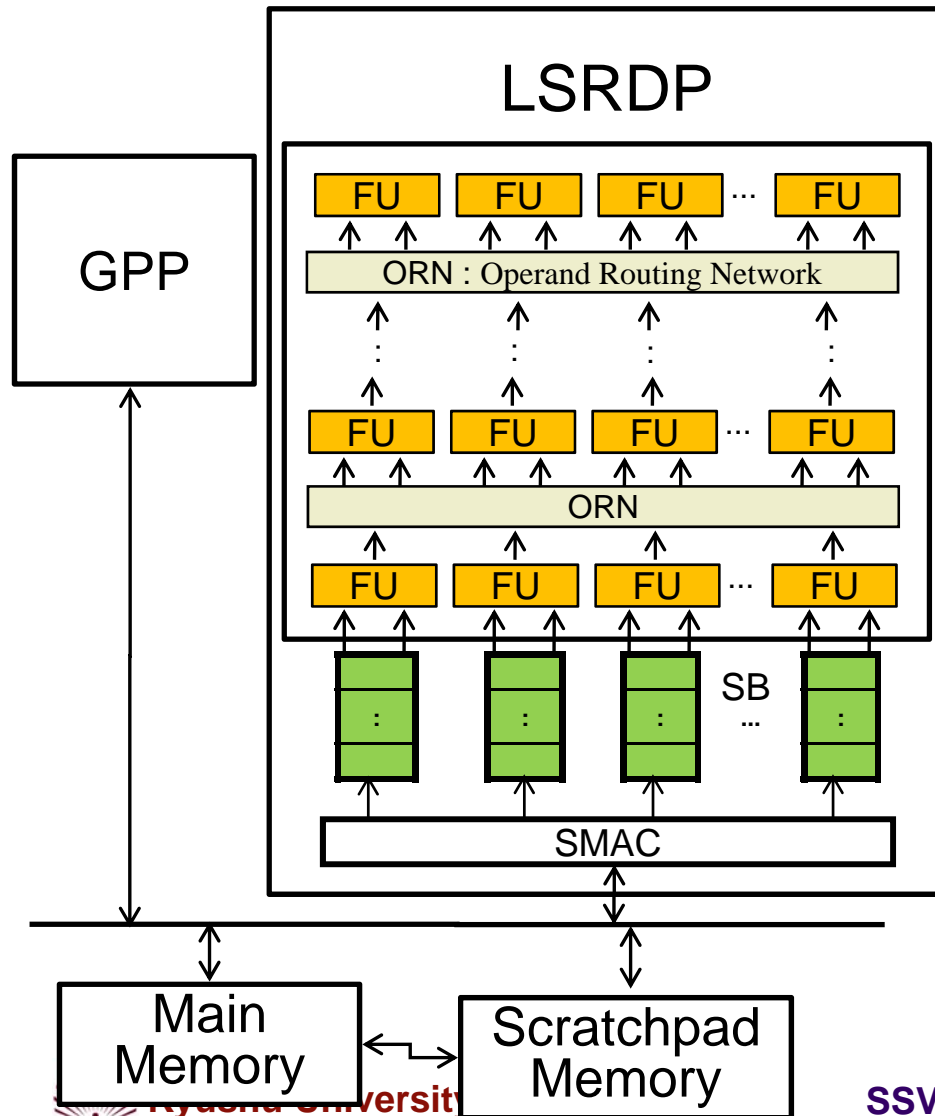 LSRDP
GPP
FU FU FU ... FU
ORN : Operand Routing Network
: : : :
FU FU FU ... FU
ORN
FU FU FU ... FU
SB
: : : ... :
SMAC
Main
Memory
Scratchpad
Memory
SSV